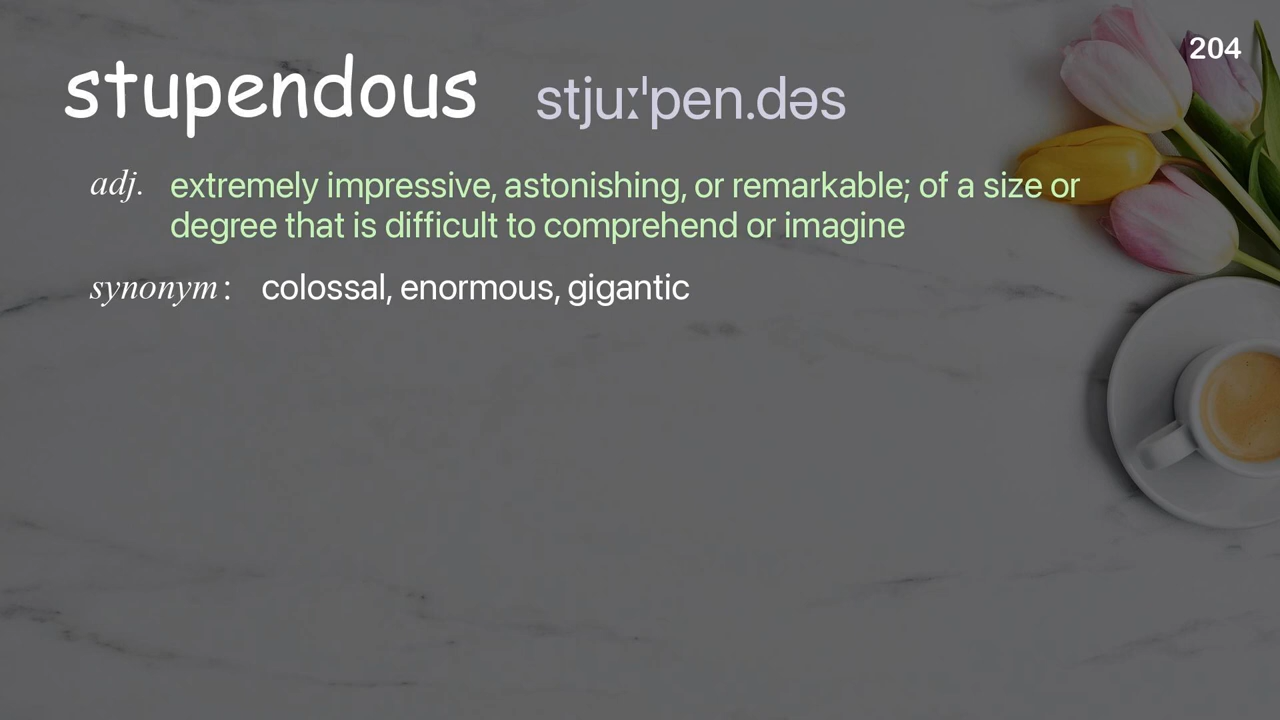 204
stupendous stjuːˈpen.dəs
adj. extremely impressive, astonishing, or remarkable; of a size or
degree that is difficult to comprehend or imagine
synonym : colossal, enormous, gigantic